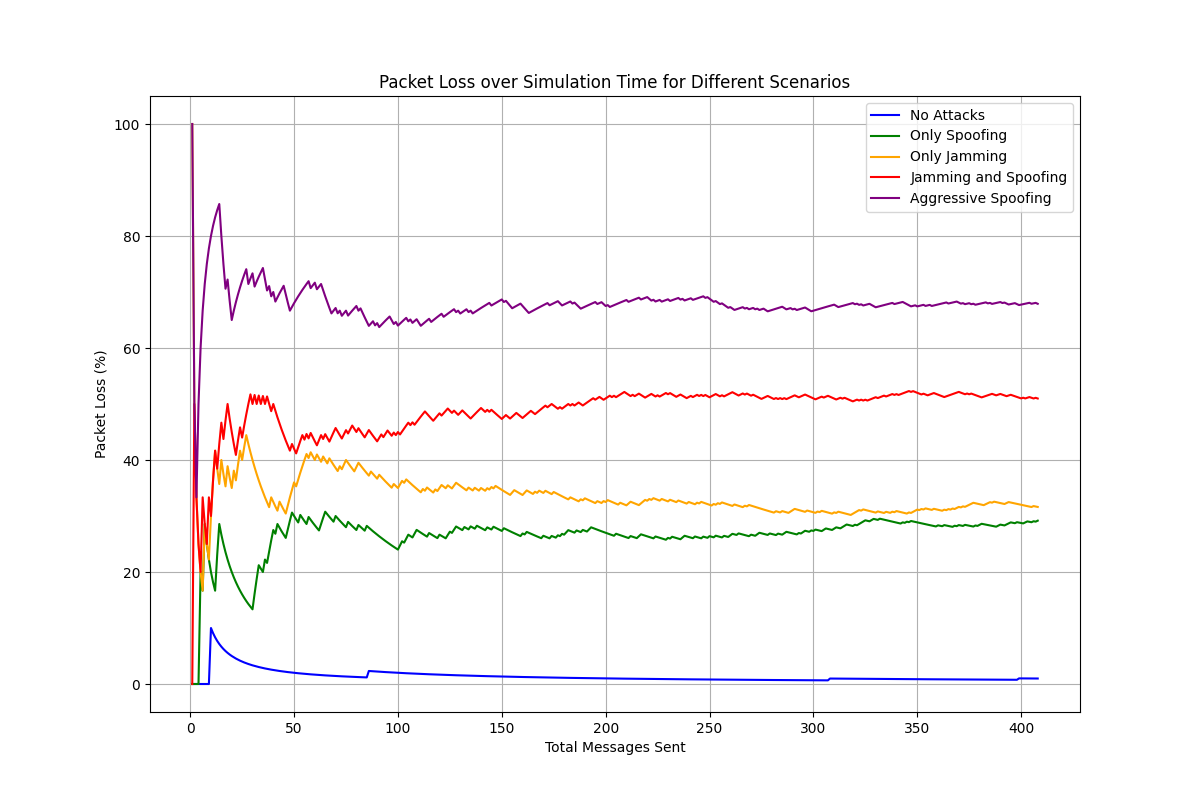 Packet Loss over Simulation Time for Different Scenarios
No Attacks
Only Spoofing
Only Jamming
Jamming and Spoofing
Aggressive Spoofing
Packet Loss (%)
100
80
60
40
20
0
0 50 100 150 200 250 300 350 400
Total Messages Sent